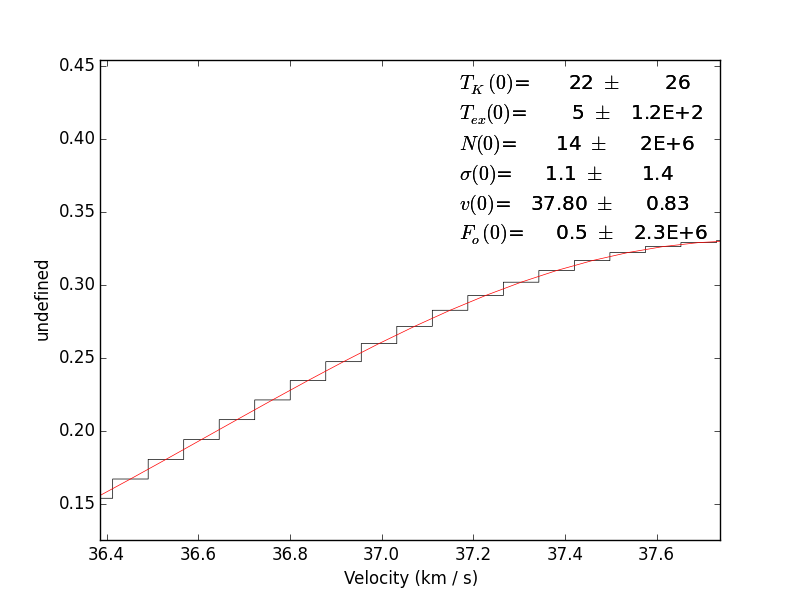 0.45
0.40
0.35
0.30
0.25
0.20
0.15
undefined
T_K(0)= 22 ± 26
T_ex(0)= 5 ± 1.2E+2
N(0)= 14 ± 2E+6
σ(0)= 1.1 ± 1.4
v(0)= 37.80 ± 0.83
F_o(0)= 0.5 ± 2.3E+6
36.4 36.6 36.8 37.0 37.2 37.4 37.6
Velocity (km / s)